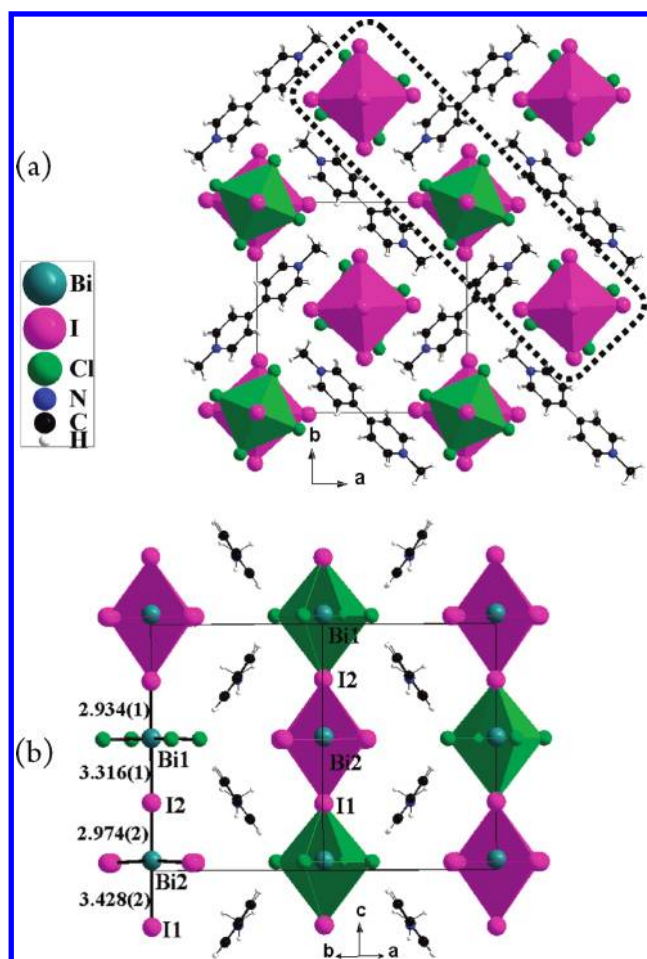 (a)
Bi
I
Cl
N
C
H
b
a
(b)
Bi1
I2
2.934(1)
Bi1
3.316(1)
Bi2
I2
I1
2.974(2)
Bi2
3.428(2)
I1
c
b a